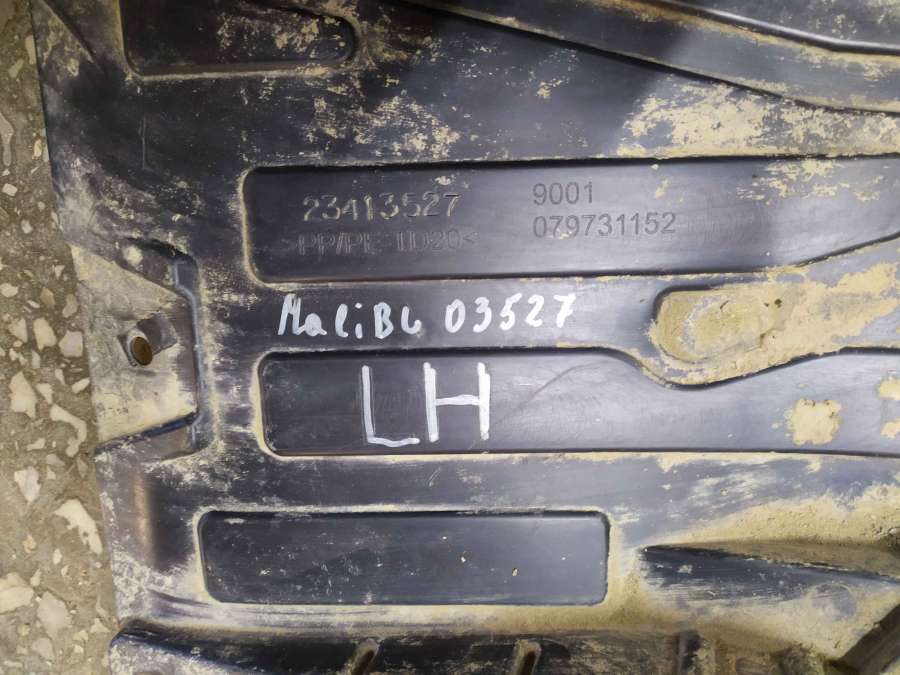 23413527
>PP/PE TD20<
9001
079731152
MaliBu 03527
LH